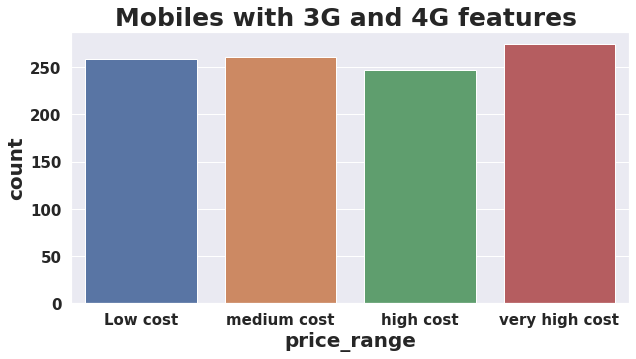 Mobiles with 3G and 4G features
count
250
200
150
100
50
0
Low cost medium cost high cost very high cost
price_range